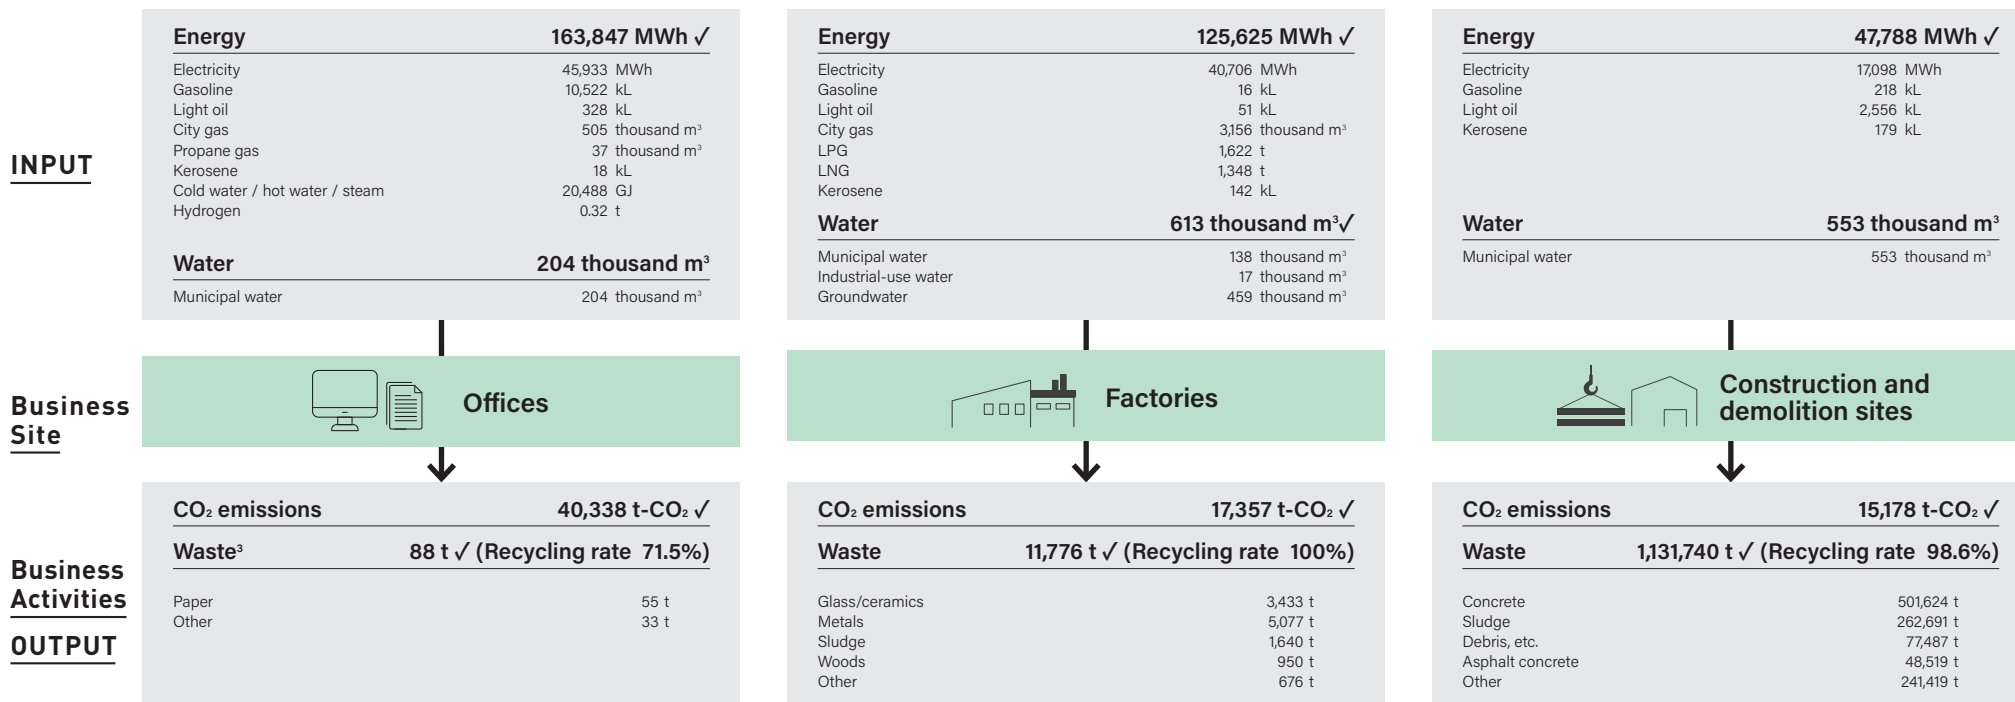 INPUT
Energy 163,847 MWh ✓
Electricity 45,933 MWh
Gasoline 10,522 kL
Light oil 328 kL
City gas 505 thousand m³
Propane gas 37 thousand m³
Kerosene 18 kL
Cold water / hot water / steam 20,488 GJ
Hydrogen 0.32 t
Water 204 thousand m³
Municipal water 204 thousand m³
Energy 125,625 MWh ✓
Electricity 40,706 MWh
Gasoline 16 kL
Light oil 51 kL
City gas 3,156 thousand m³
LPG 1,622 t
LNG 1,348 t
Kerosene 142 kL
Water 613 thousand m³✓
Municipal water 138 thousand m³
Industrial-use water 17 thousand m³
Groundwater 459 thousand m³
Energy 47,788 MWh ✓
Electricity 17,098 MWh
Gasoline 218 kL
Light oil 2,556 kL
Kerosene 179 kL
Water 553 thousand m³
Municipal water 553 thousand m³
Business
Site
Offices
Factories
Construction and
demolition sites
Business
Activities
OUTPUT
CO₂ emissions 40,338 t-CO₂ ✓
Waste³ 88 t ✓ (Recycling rate 71.5%)
Paper 55 t
Other 33 t
CO₂ emissions 17,357 t-CO₂ ✓
Waste 11,776 t ✓ (Recycling rate 100%)
Glass/ceramics 3,433 t
Metals 5,077 t
Sludge 1,640 t
Woods 950 t
Other 676 t
CO₂ emissions 15,178 t-CO₂ ✓
Waste 1,131,740 t ✓ (Recycling rate 98.6%)
Concrete 501,624 t
Sludge 262,691 t
Debris, etc. 77,487 t
Asphalt concrete 48,519 t
Other 241,419 t